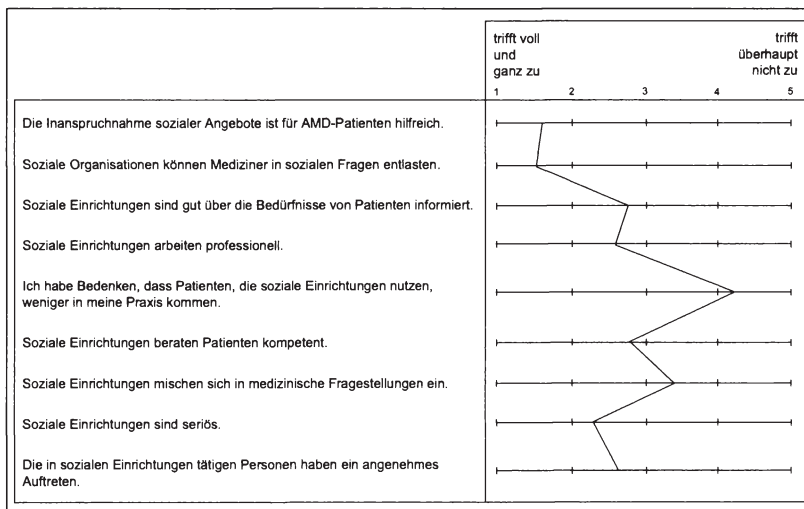 trifft voll
und
ganz zu
trifft
überhaupt
nicht zu
1 2 3 4 5
Die Inanspruchnahme sozialer Angebote ist für AMD-Patienten hilfreich.
Soziale Organisationen können Mediziner in sozialen Fragen entlasten.
Soziale Einrichtungen sind gut über die Bedürfnisse von Patienten informiert.
Soziale Einrichtungen arbeiten professionell.
Ich habe Bedenken, dass Patienten, die soziale Einrichtungen nutzen,
weniger in meine Praxis kommen.
Soziale Einrichtungen beraten Patienten kompetent.
Soziale Einrichtungen mischen sich in medizinische Fragestellungen ein.
Soziale Einrichtungen sind seriös.
Die in sozialen Einrichtungen tätigen Personen haben ein angenehmes
Auftreten.